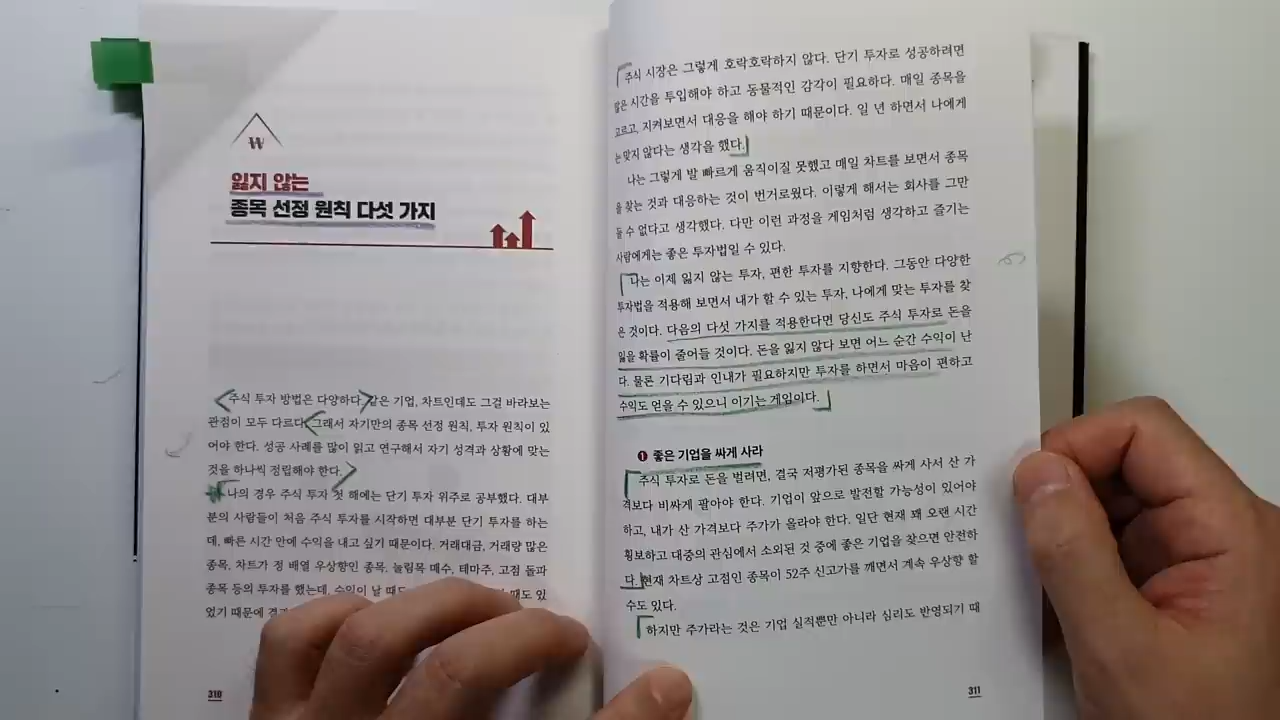 잃지 않는
종목 선정 원칙 다섯 가지
주식 투자 방법은 다양하다. 같은 기업, 차트인데도 그걸 바라보는
관점이 모두 다르다. 그래서 자기만의 종목 선정 원칙, 투자 원칙이 있
어야 한다. 성공 사례를 많이 읽고 연구해서 자기 성격과 상황에 맞는
것을 하나씩 정립해야 한다.
나의 경우 주식 투자 첫 해에는 단기 투자 위주로 공부했다. 대부
분의 사람들이 처음 주식 투자를 시작하면 대부분 단기 투자를 하는
데, 빠른 시간 안에 수익을 내고 싶기 때문이다. 거래대금, 거래량 많은
종목, 차트가 정 배열 우상향인 종목, 눌림목 매수, 테마주, 고점 돌파
종목 등의 투자를 했는데, 수익이 날 때도 때도 있
었기 때문에
310
주식 시장은 그렇게 호락호락하지 않다. 단기 투자로 성공하려면
많은 시간을 투입해야 하고 동물적인 감각이 필요하다. 매일 종목을
고르고, 지켜보면서 대응을 해야 하기 때문이다. 일 년 하면서 나에게
는 맞지 않다는 생각을 했다.
나는 그렇게 발 빠르게 움직이질 못했고 매일 차트를 보면서 종목
을 찾는 것과 대응하는 것이 번거로웠다. 이렇게 해서는 회사를 그만
둘 수 없다고 생각했다. 다만 이런 과정을 게임처럼 생각하고 즐기는
사람에게는 좋은 투자법일 수 있다.
나는 이제 잃지 않는 투자, 편한 투자를 지향한다. 그동안 다양한
투자법을 적용해 보면서 내가 할 수 있는 투자, 나에게 맞는 투자를 찾
은 것이다. 다음의 다섯 가지를 적용한다면 당신도 주식 투자로 돈을
잃을 확률이 줄어들 것이다. 돈을 잃지 않다 보면 어느 순간 수익이 난
다. 물론 기다림과 인내가 필요하지만 투자를 하면서 마음이 편하고
수익도 얻을 수 있으니 이기는 게임이다.
❶ 좋은 기업을 싸게 사라
주식 투자로 돈을 벌려면, 결국 저평가된 종목을 싸게 사서 산 가
격보다 비싸게 팔아야 한다. 기업이 앞으로 발전할 가능성이 있어야
하고, 내가 산 가격보다 주가가 올라야 한다. 일단 현재 꽤 오랜 시간
횡보하고 대중의 관심에서 소외된 것 중에 좋은 기업을 찾으면 안전하
다. 현재 차트상 고점인 종목이 52주 신고가를 깨면서 계속 우상향 할
수도 있다.
하지만 주가라는 것은 기업 실적뿐만 아니라 심리도 반영되기 때
311